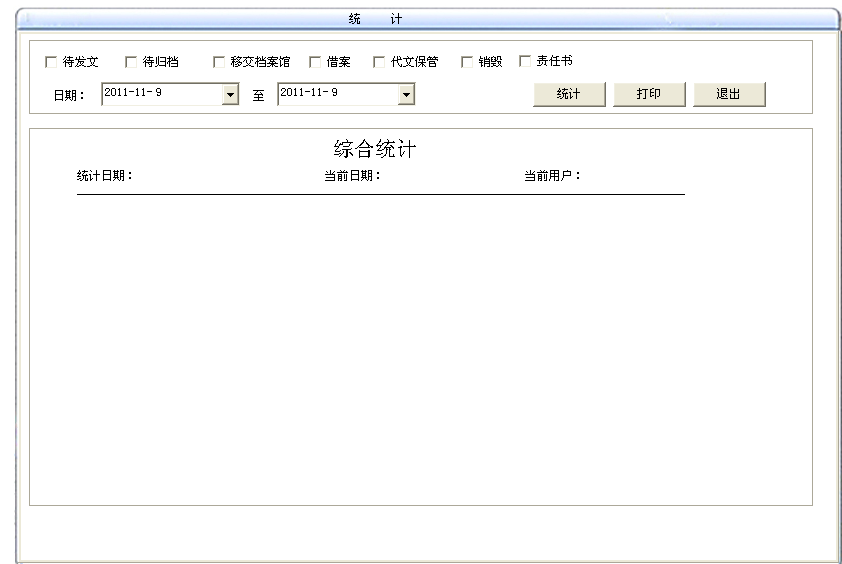 统 计
待发文 待归档 移交档案馆 借案 代文保管 销毁 责任书
日期： 2011-11- 9 至 2011-11- 9 统计 打印 退出
综合统计
统计日期： 当前日期： 当前用户：